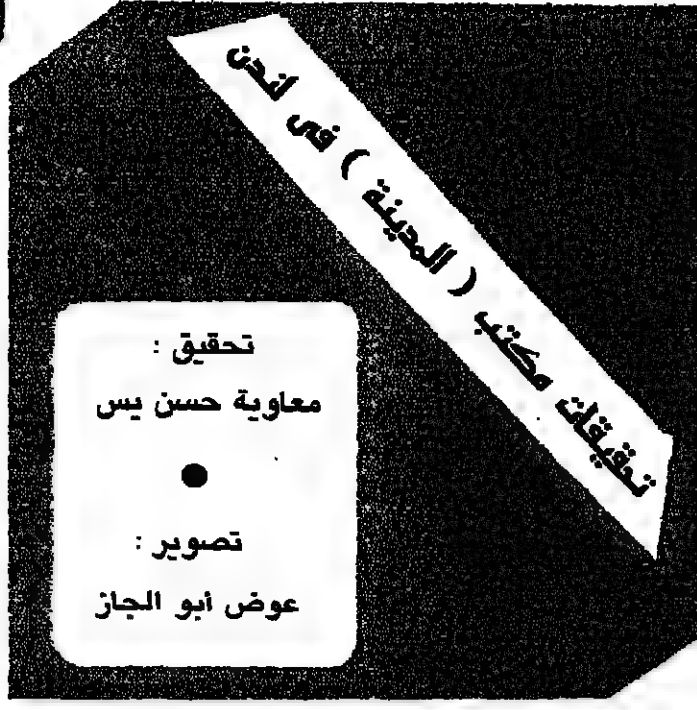 تحقيقات مكتب ( المدينة ) في لندن
تحقيق :
معاوية حسن يس
تصوير :
عوض أبو الجاز